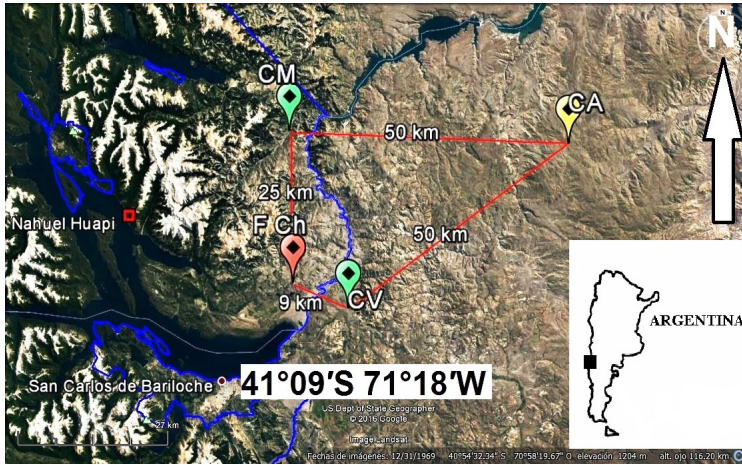 N
CM
CA
50 km
25 km
Nahuel Huapi
F Ch
50 km
9 km
CV
ARGENTINA
San Carlos de Bariloche
41°09′S 71°18′W
US Dept of State Geographer
© 2016 Google
27 km
Image Landsat
Fechas de imágenes: 12/31/1969 40°54'32.34" S 70°58'19.67" O elevación 1204 m alt. ojo 116.20 km